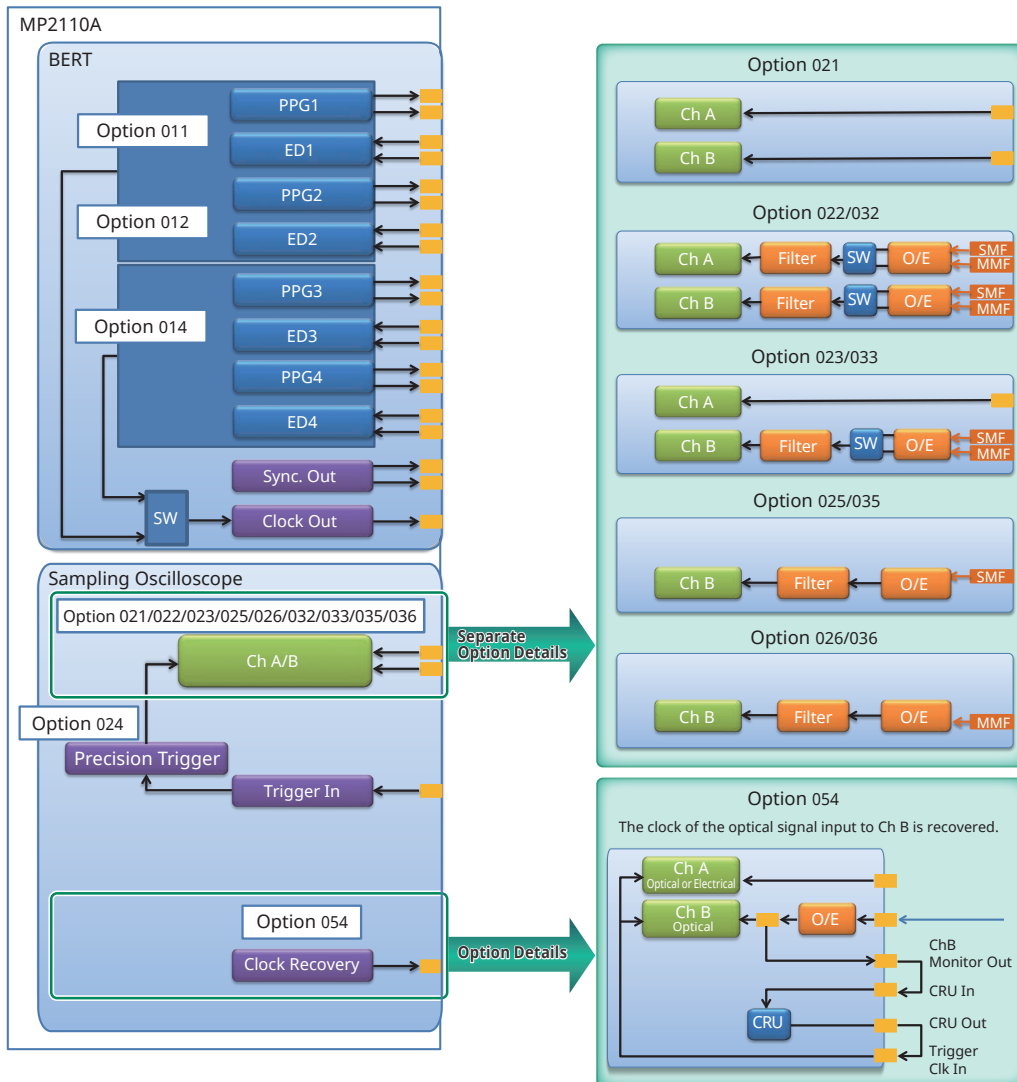 MP2110A
BERT
PPG1
Option 011
ED1
PPG2
Option 012
ED2
PPG3
Option 014
ED3
PPG4
ED4
Sync. Out
SW
Clock Out
Sampling Oscilloscope
Option 021/022/023/025/026/032/033/035/036
Ch A/B
Option 024
Precision Trigger
Trigger In
Option 054
Clock Recovery
Separate
Option Details
Option Details
Option 021
Ch A
Ch B
Option 022/032
Ch A Filter SW O/E SMF
MMF
Ch B Filter SW O/E SMF
MMF
Option 023/033
Ch A
Ch B Filter SW O/E SMF
MMF
Option 025/035
Ch B Filter O/E SMF
Option 026/036
Ch B Filter O/E MMF
Option 054
The clock of the optical signal input to Ch B is recovered.
Ch A
Optical or Electrical
Ch B
Optical
O/E
ChB
Monitor Out
CRU In
CRU
CRU Out
Trigger
Clk In